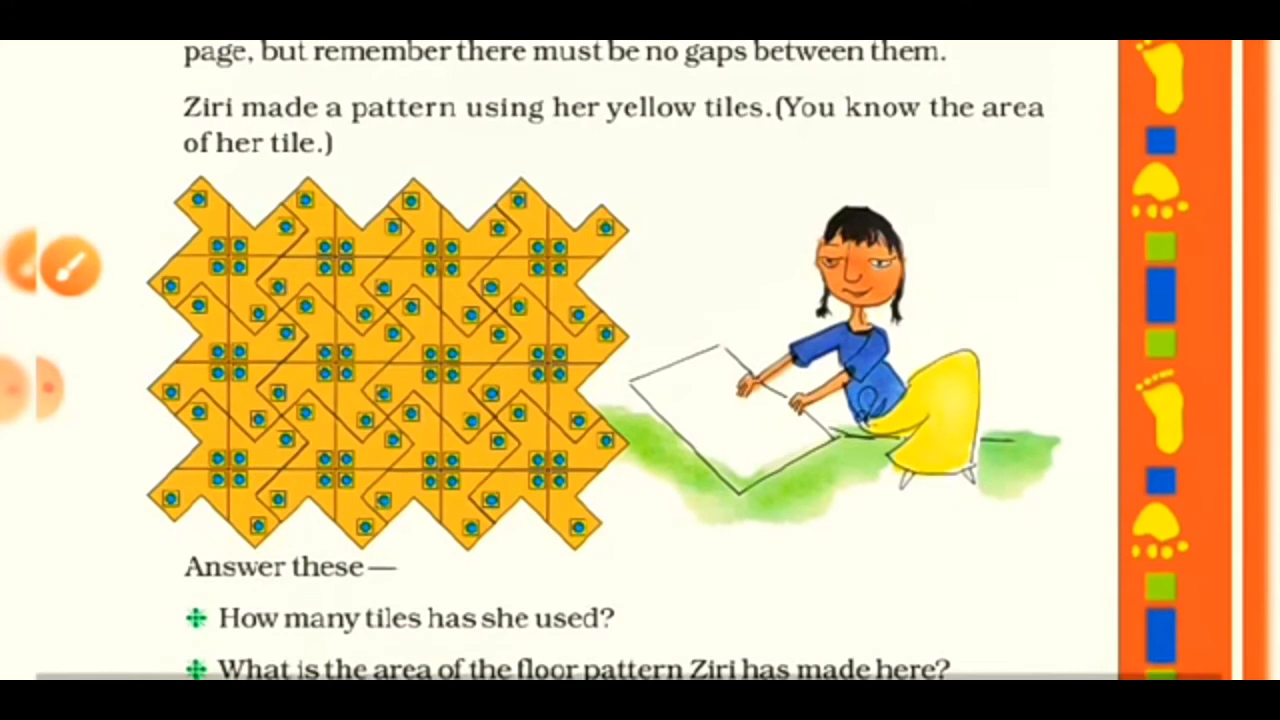 page, but remember there must be no gaps between them.
Ziri made a pattern using her yellow tiles.(You know the area
of her tile.)
Answer these—
How many tiles has she used?
What is the area of the floor pattern Ziri has made here?